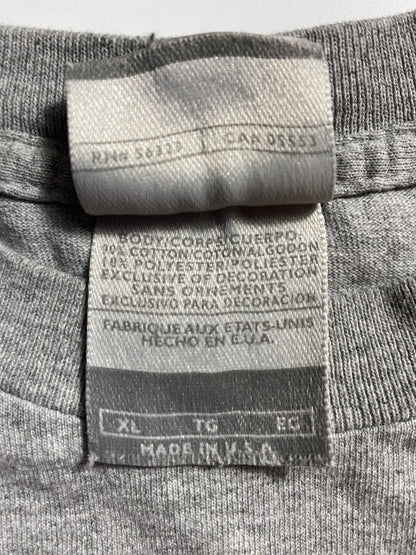 RN# 56323 CA# 05553
BODY/CORPS/CUERPO
90% COTTON/COTON/ALGODON
10% POLYESTER/POLIESTER
EXCLUSIVE OF DECORATION
SANS ORNEMENTS
EXCLUSIVO PARA DECORACION
FABRIQUE AUX ETATS-UNIS
HECHO EN E.U.A.
XL TG EG
MADE IN U.S.A.